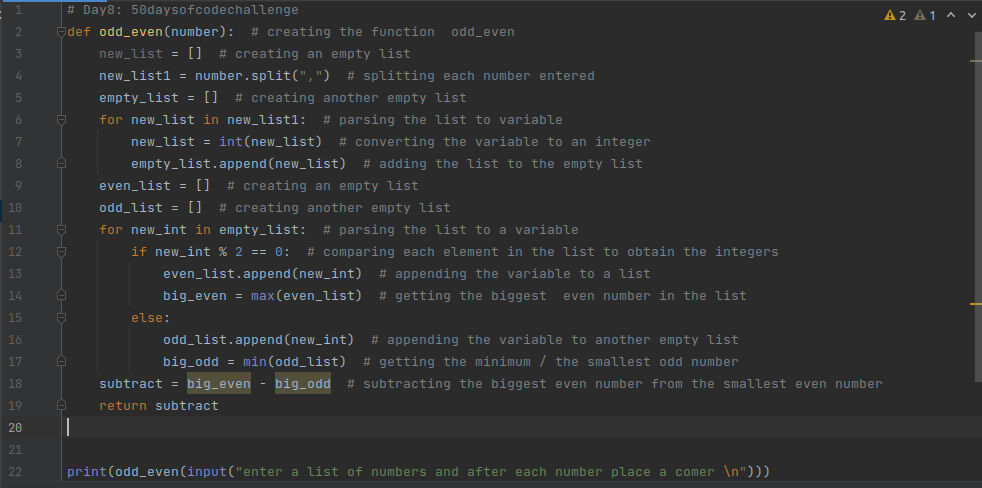 2 1
1 # Day8: 50daysofcodechallenge
2 def odd_even(number):  # creating the function  odd_even
3     new_list = []  # creating an empty list
4     new_list1 = number.split(",")  # splitting each number entered
5     empty_list = []  # creating another empty list
6     for new_list in new_list1:  # parsing the list to variable
7         new_list = int(new_list)  # converting the variable to an integer
8         empty_list.append(new_list)  # adding the list to the empty list
9     even_list = []  # creating an empty list
10     odd_list = []  # creating another empty list
11     for new_int in empty_list:  # parsing the list to a variable
12         if new_int % 2 == 0:  # comparing each element in the list to obtain the integers
13             even_list.append(new_int)  # appending the variable to a list
14             big_even = max(even_list)  # getting the biggest  even number in the list
15         else:
16             odd_list.append(new_int)  # appending the variable to another empty list
17             big_odd = min(odd_list)  # getting the minimum / the smallest odd number
18     subtract = big_even - big_odd  # subtracting the biggest even number from the smallest even number
19     return subtract
20
21
22 print(odd_even(input("enter a list of numbers and after each number place a comer \n")))